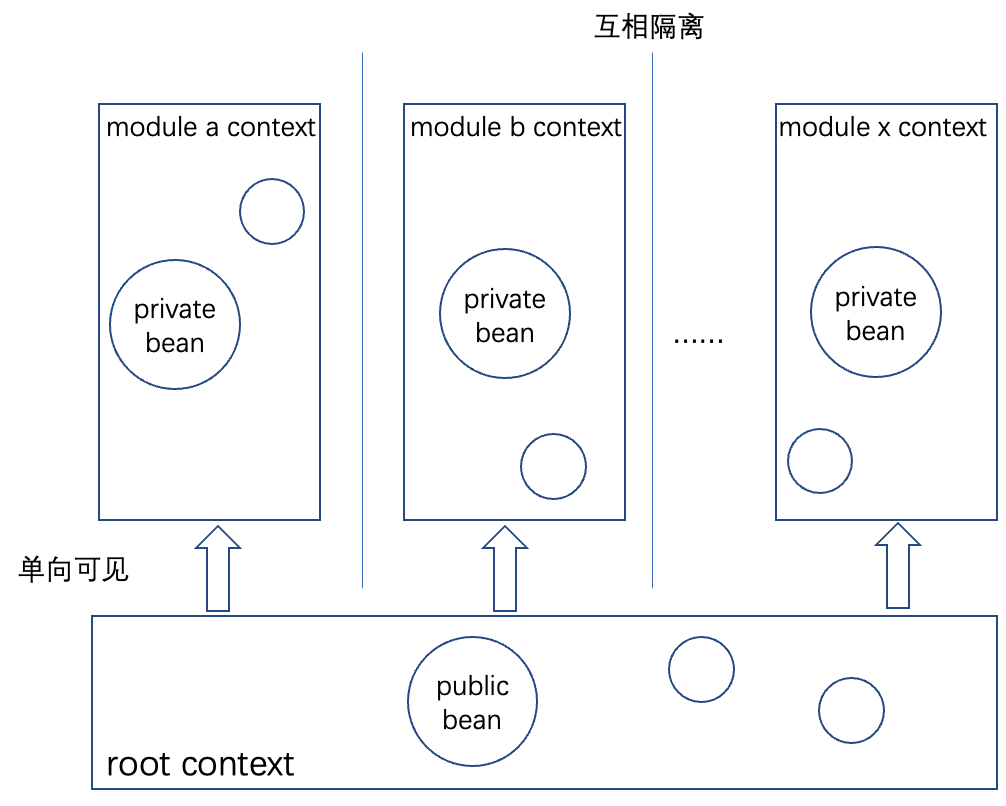 互相隔离
module a context
module b context
module x context
private
bean
private
bean
......
private
bean
单向可见
public
bean
root context